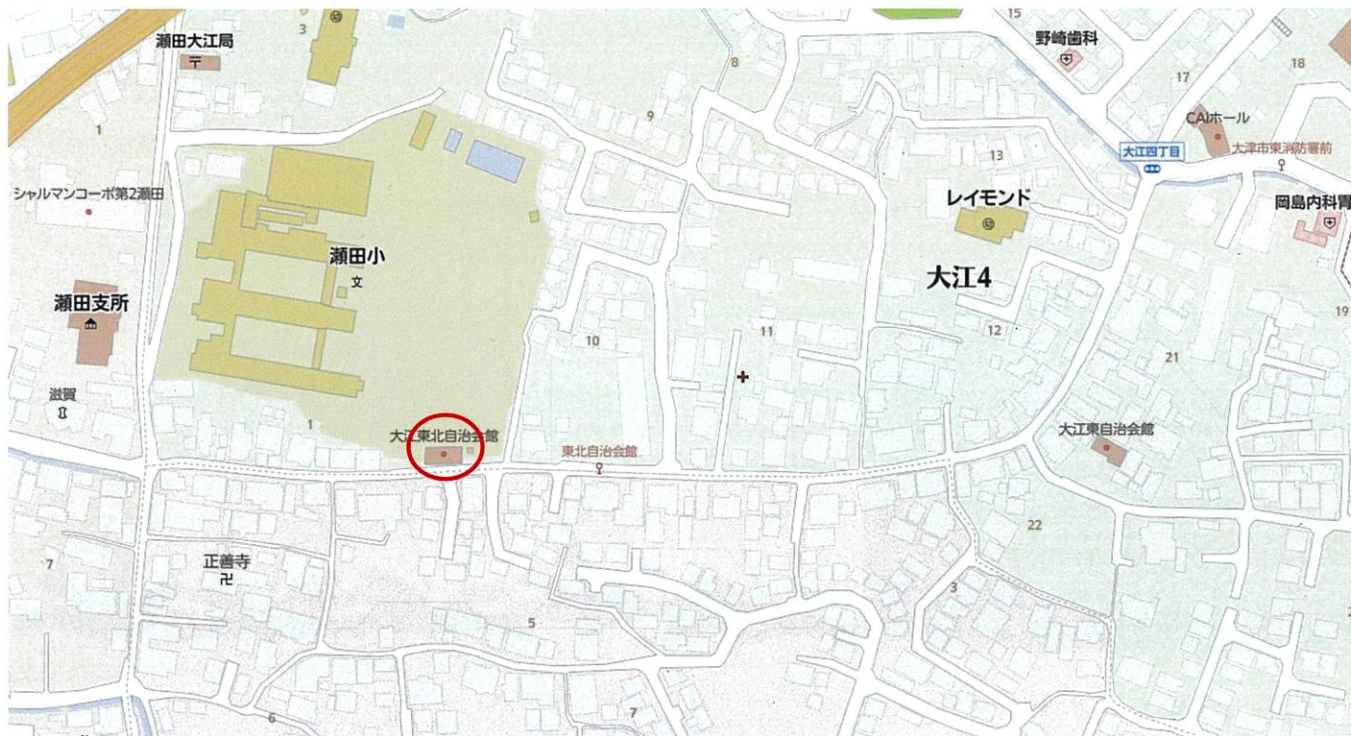 15
3
瀬田大江局
野崎歯科
8
18
17
CAIホール
9
1
大江四丁目
大津市東消防署前
13
シャルマンコーポ第2瀬田
レイモンド
岡島内科胃
瀬田小
文
大江4
瀬田支所
19
11
12
10
21
滋賀
1
大江東北自治会館
東北自治会館
大江東自治会館
22
7
正善寺
3
5
7
6